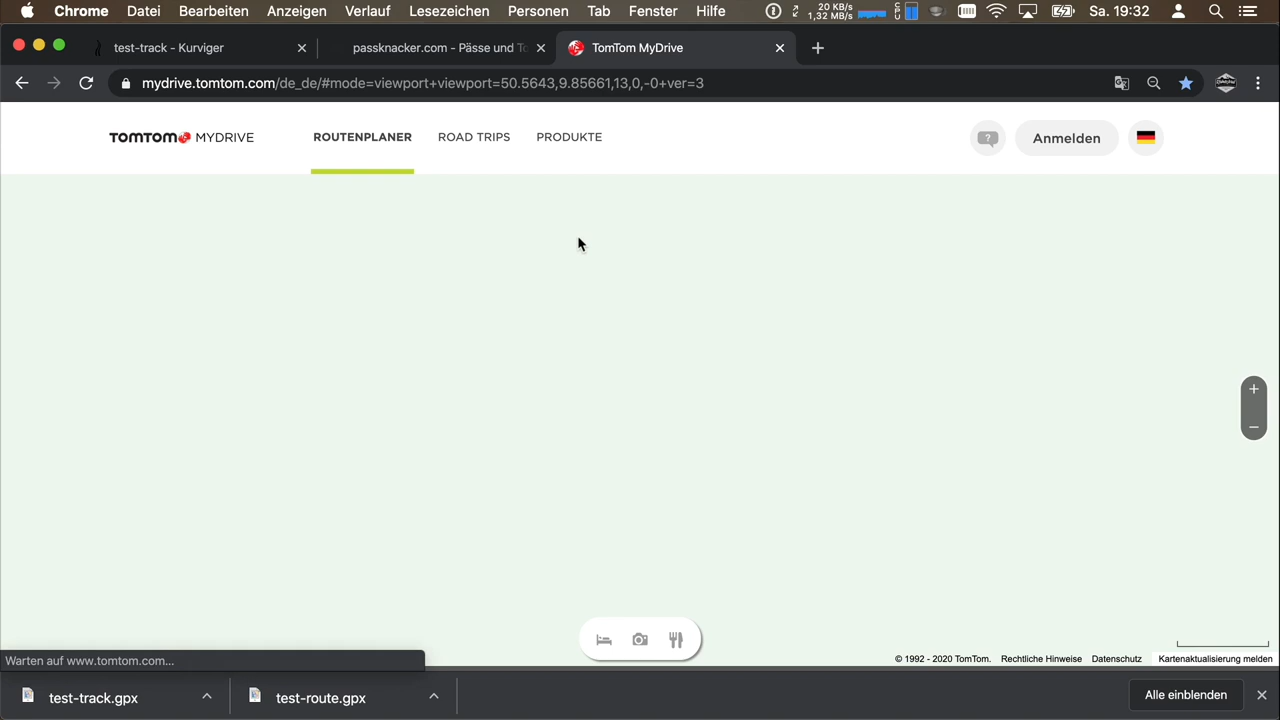 Chrome Datei Bearbeiten Anzeigen Verlauf Lesezeichen Personen Tab Fenster Hilfe 20 KB/s 1,32 MB/s Sa. 19:32
test-track - Kurviger passknacker.com - Pässe und To TomTom MyDrive
mydrive.tomtom.com/de_de/#mode=viewport+viewport=50.5643,9.85661,13,0,-0+ver=3
TOMTOM MYDRIVE ROUTENPLANER ROAD TRIPS PRODUKTE Anmelden
Warten auf www.tomtom.com...
© 1992 - 2020 TomTom. Rechtliche Hinweise Datenschutz Kartenaktualisierung melden
test-track.gpx test-route.gpx Alle einblenden